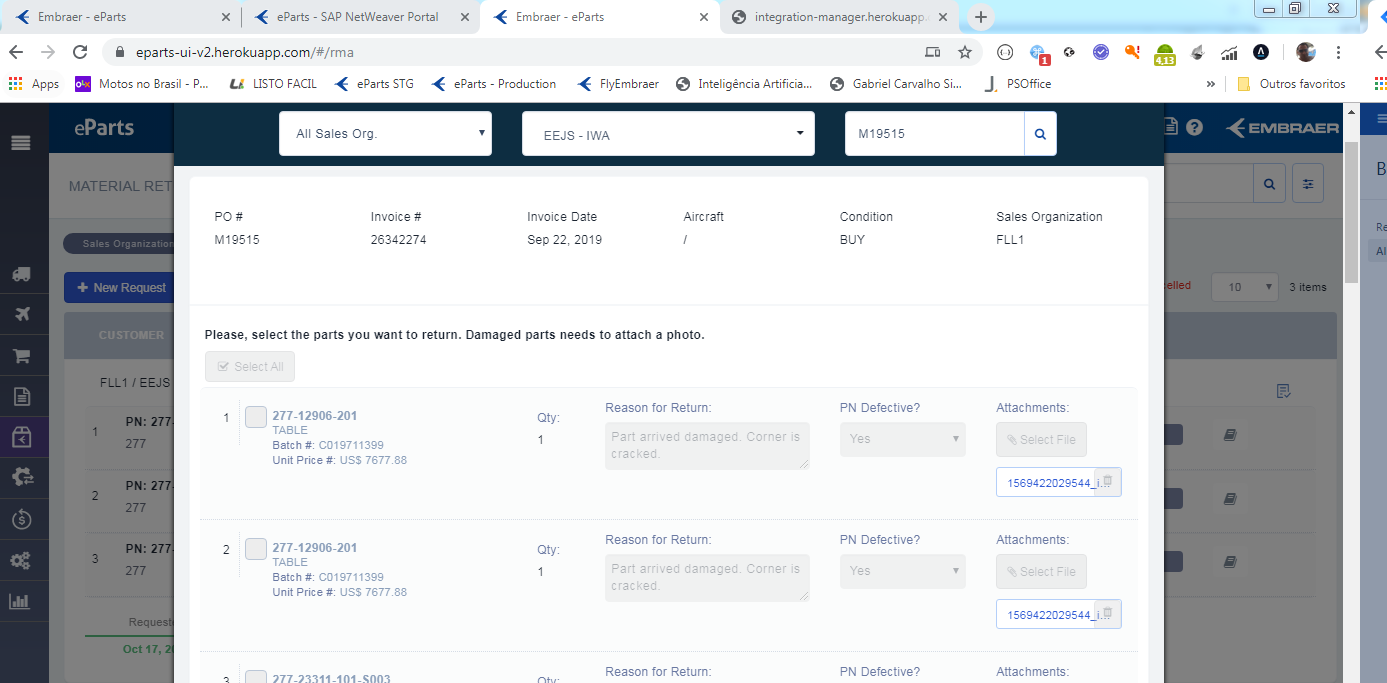 Embraer - eParts
eParts - SAP NetWeaver Portal
Embraer - eParts
integration-manager.herokuapp.
eparts-ui-v2.herokuapp.com/#/rma
1
4,13
Apps
olx
Motos no Brasil - P...
LISTO FACIL
eParts STG
eParts - Production
FlyEmbraer
Inteligência Artificia...
Gabriel Carvalho Si...
PSOffice
»
Outros favoritos
eParts
All Sales Org.
EEJS - IWA
M19515
EMBRAER
MATERIAL RET
PO #
Invoice #
Invoice Date
Aircraft
Condition
Sales Organization
M19515
26342274
Sep 22, 2019
/
BUY
FLL1
Sales Organization
+ New Request
elled
10
3 items
Re
All
CUSTOMER
Please, select the parts you want to return. Damaged parts needs to attach a photo.
Select All
FLL1 / EEJS
1
PN: 277
277
2
PN: 277
277
3
PN: 277
277
Requeste
Oct 17, 20
1
277-12906-201
TABLE
Batch #: C019711399
Unit Price #: US$ 7677.88
Qty:
1
Reason for Return:
Part arrived damaged. Corner is
cracked.
PN Defective?
Yes
Attachments:
Select File
1569422029544_i...
2
277-12906-201
TABLE
Batch #: C019711399
Unit Price #: US$ 7677.88
Qty:
1
Reason for Return:
Part arrived damaged. Corner is
cracked.
PN Defective?
Yes
Attachments:
Select File
1569422029544_i...
3
277-23311-101-S003
Qty:
Reason for Return:
PN Defective?
Attachments: